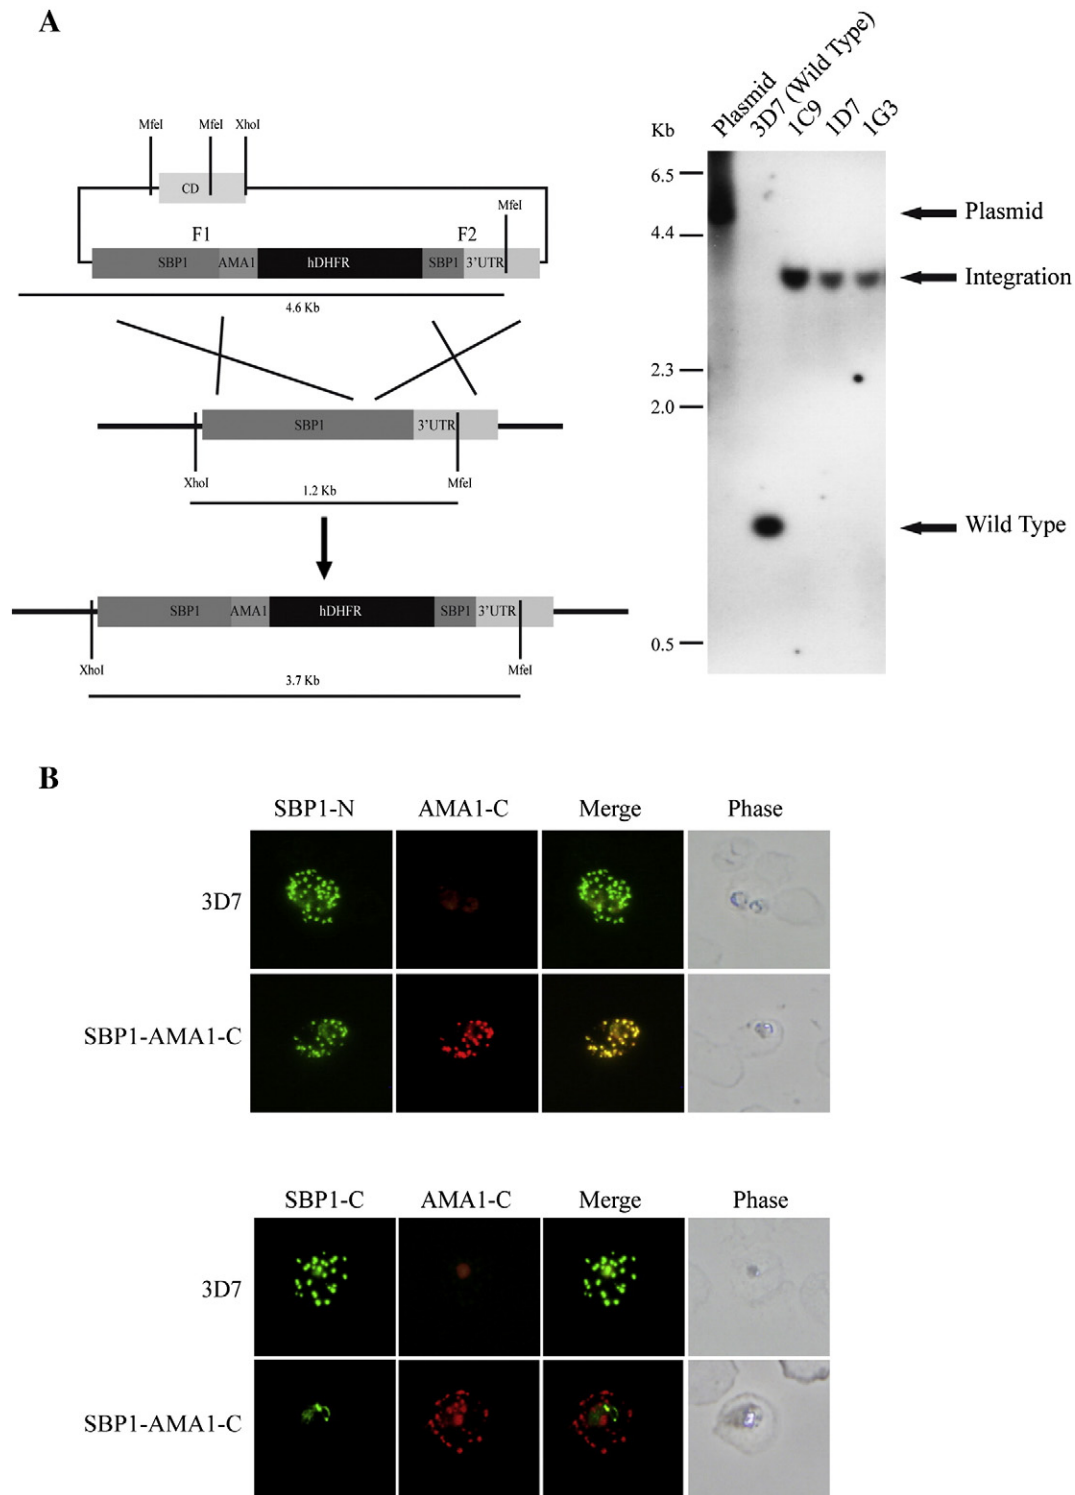 A
MfeI MfeI XhoI
CD
MfeI
F1 F2
SBP1 AMA1 hDHFR SBP1 3'UTR
4.6 Kb
SBP1 3'UTR
XhoI MfeI
1.2 Kb
SBP1 AMA1 hDHFR SBP1 3'UTR
XhoI MfeI
3.7 Kb
Kb
Plasmid
3D7 (Wild Type)
1C9
1D7
1G3
6.5
4.4
2.3
2.0
0.5
Plasmid
Integration
Wild Type
B
SBP1-N AMA1-C Merge Phase
3D7
SBP1-AMA1-C
SBP1-C AMA1-C Merge Phase
3D7
SBP1-AMA1-C